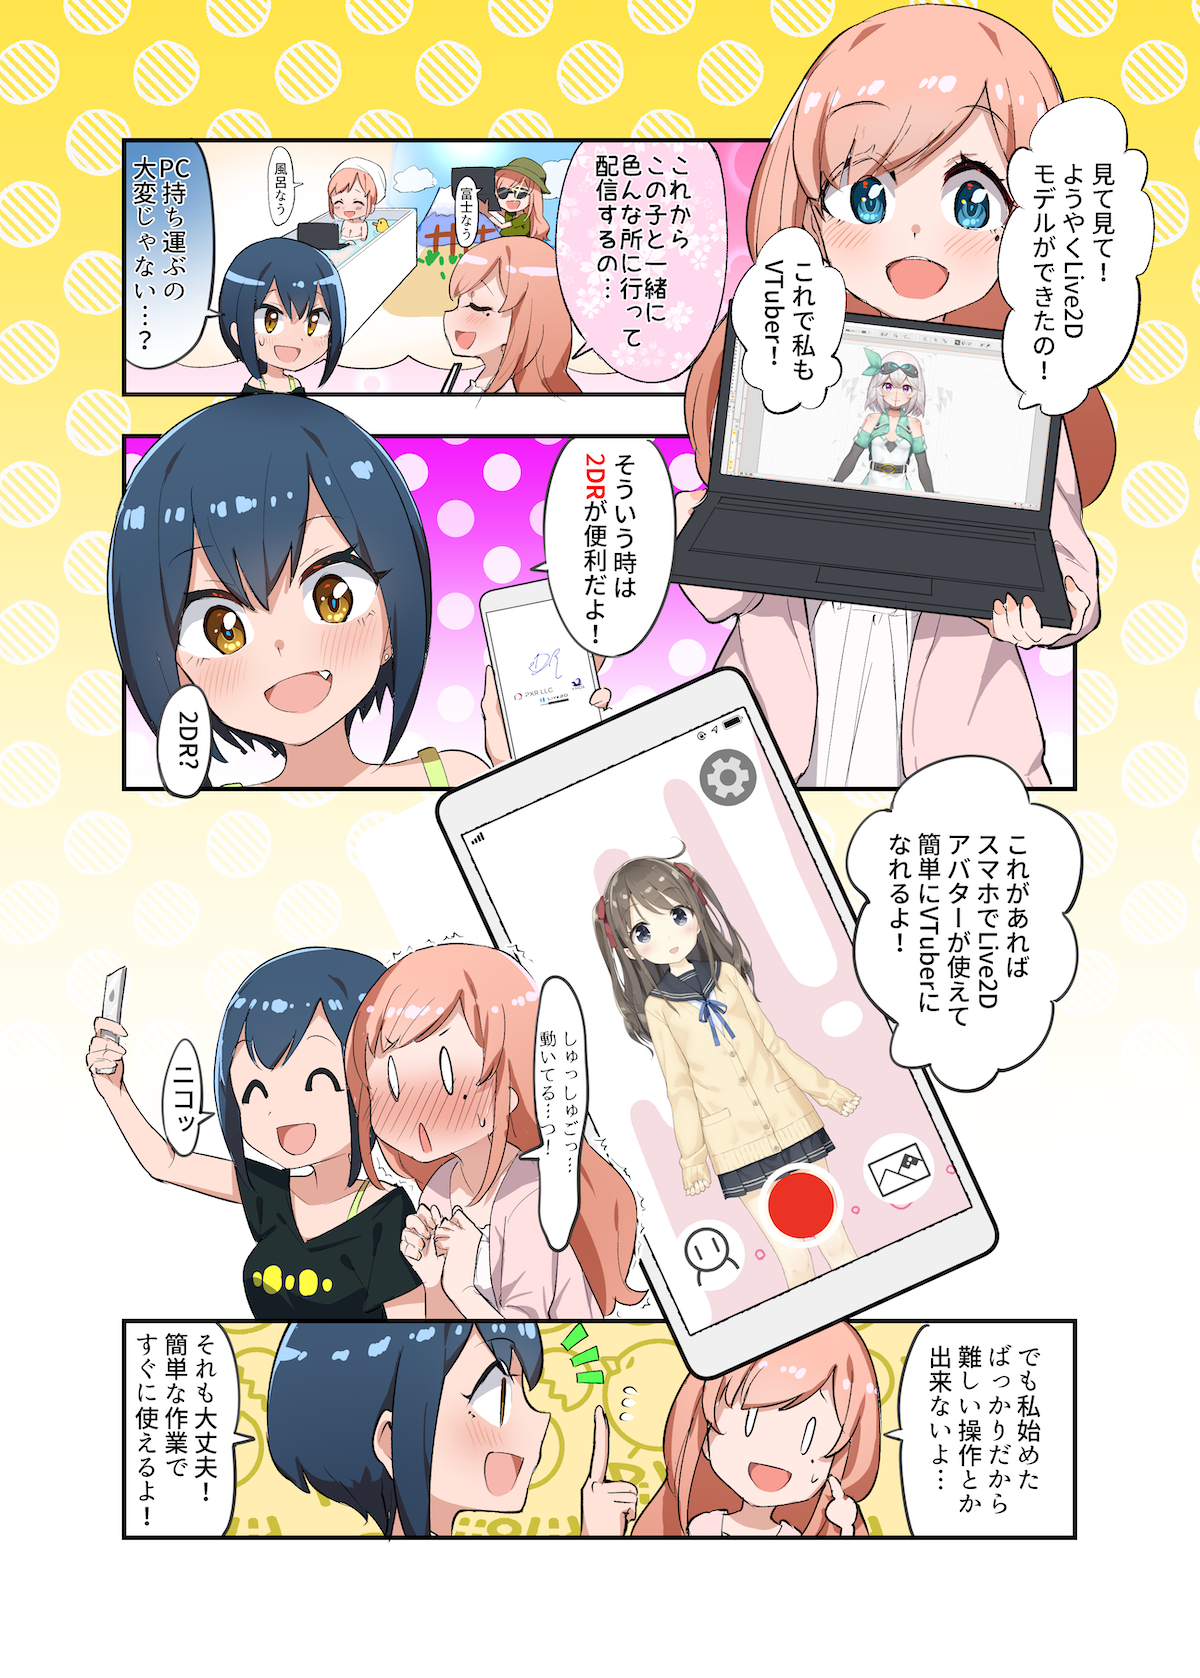 見て見て！
ようやくLive2D
モデルができたの！
これで私も
VTuber！
これから
この子と一緒に
色んな所に行って
配信するの…
富士なう
風呂なう
PC持ち運ぶの
大変じゃない…？
そういう時は
2DRが便利だよ！
PXR LLC
2DR?
これがあれば
スマホでLive2D
アバターが使えて
簡単にVTuberに
なれるよ！
しゅっしゅごっ…
動いてる…っ！
ニコッ
でも私始めた
ばっかりだから
難しい操作とか
出来ないよ…
それも大丈夫！
簡単な作業で
すぐに使えるよ！